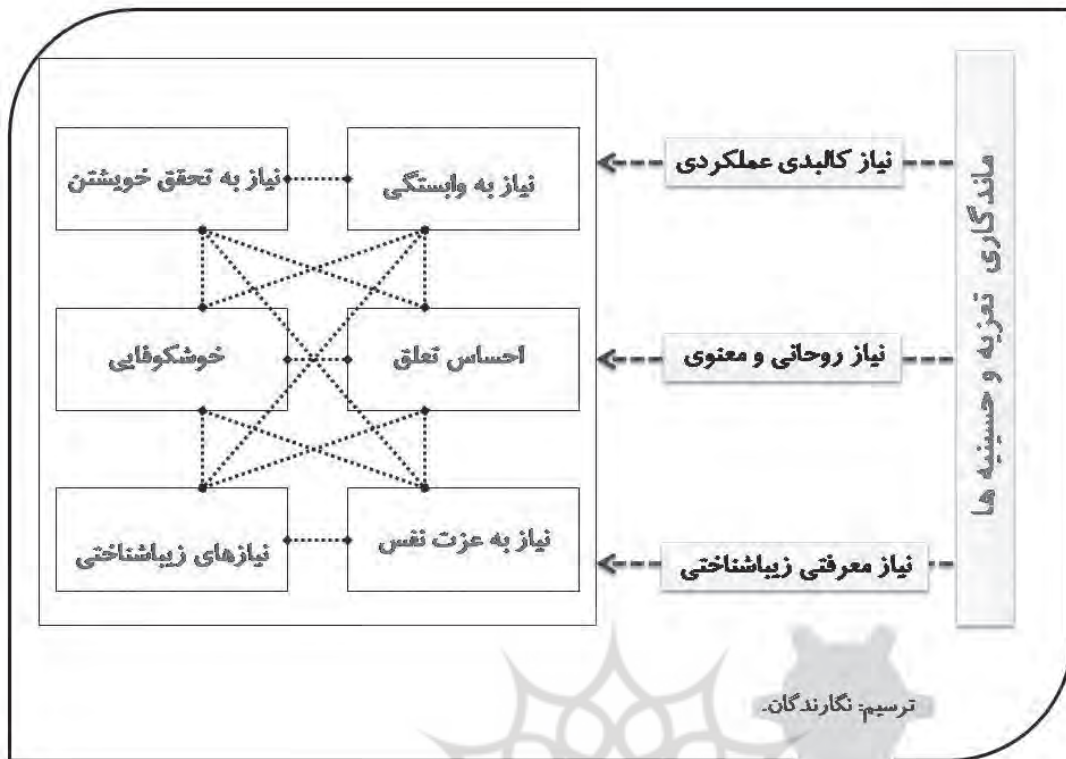 ماندگاری تعزیه و حسینیه ها
نیاز کالبدی عملکردی
نیاز روحانی و معنوی
نیاز معرفتی زیباشناختی
نیاز به وابستگی
نیاز به تحقق خویشتن
احساس تعلق
خوشکوفایی
نیاز به عزت نفس
نیازهای زیباشناختی
ترسیم: نگارندگان.